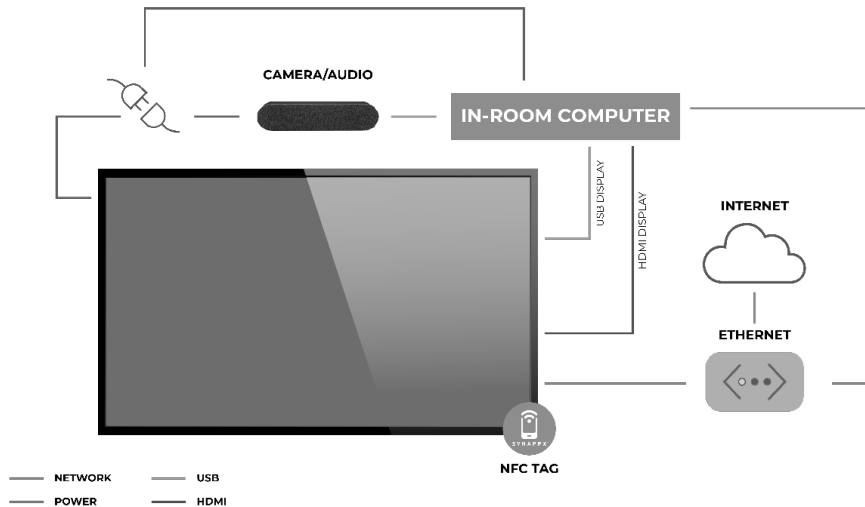 CAMERA/AUDIO
IN-ROOM COMPUTER
USB DISPLAY
HDMI DISPLAY
INTERNET
ETHERNET
SYNAPPX
NFC TAG
NETWORK
USB
POWER
HDMI